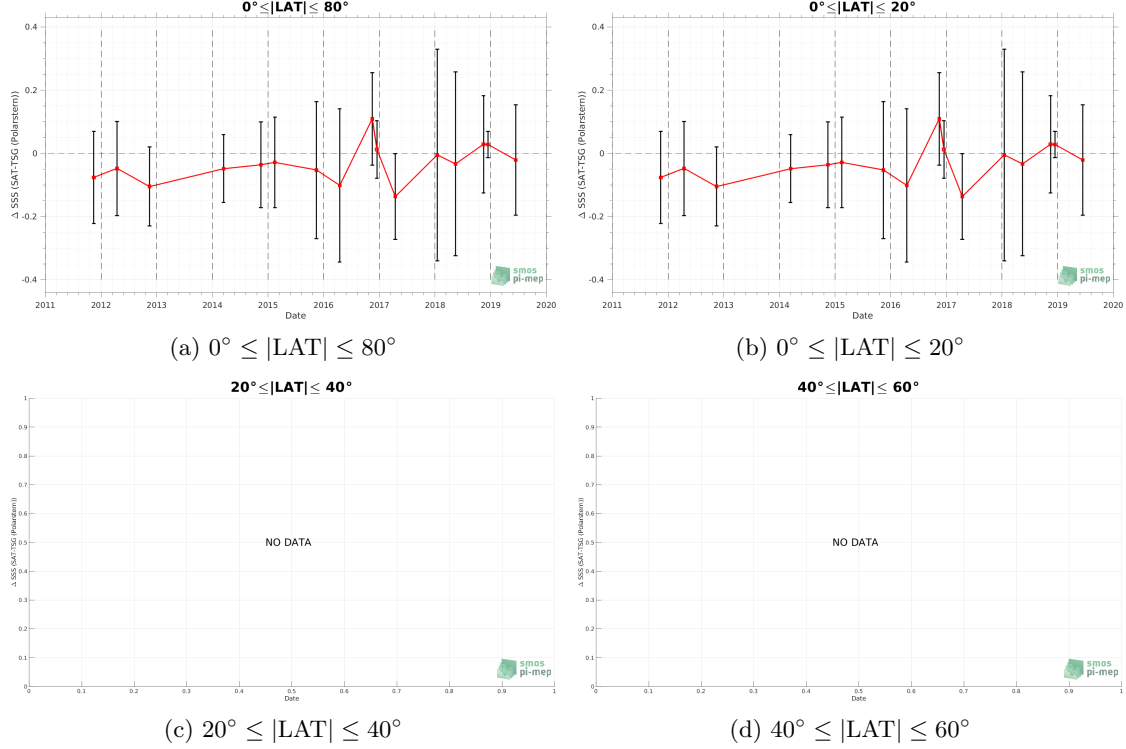 0°≤|LAT|≤ 80°
Δ SSS (SAT-TSG (Polarstern))
0.4
0.2
0
-0.2
-0.4
2011 2012 2013 2014 2015 2016 2017 2018 2019 2020
Date
smos
pi-mep
(a) 0° ≤ |LAT| ≤ 80°
0°≤|LAT|≤ 20°
Δ SSS (SAT-TSG (Polarstern))
0.4
0.2
0
-0.2
-0.4
2011 2012 2013 2014 2015 2016 2017 2018 2019 2020
Date
smos
pi-mep
(b) 0° ≤ |LAT| ≤ 20°
20°≤|LAT|≤ 40°
Δ SSS (SAT-TSG (Polarstern))
1
0.9
0.8
0.7
0.6
0.5
0.4
0.3
0.2
0.1
0
NO DATA
0 0.1 0.2 0.3 0.4 0.5 0.6 0.7 0.8 0.9 1
Date
smos
pi-mep
(c) 20° ≤ |LAT| ≤ 40°
40°≤|LAT|≤ 60°
Δ SSS (SAT-TSG (Polarstern))
1
0.9
0.8
0.7
0.6
0.5
0.4
0.3
0.2
0.1
0
NO DATA
0 0.1 0.2 0.3 0.4 0.5 0.6 0.7 0.8 0.9 1
Date
smos
pi-mep
(d) 40° ≤ |LAT| ≤ 60°